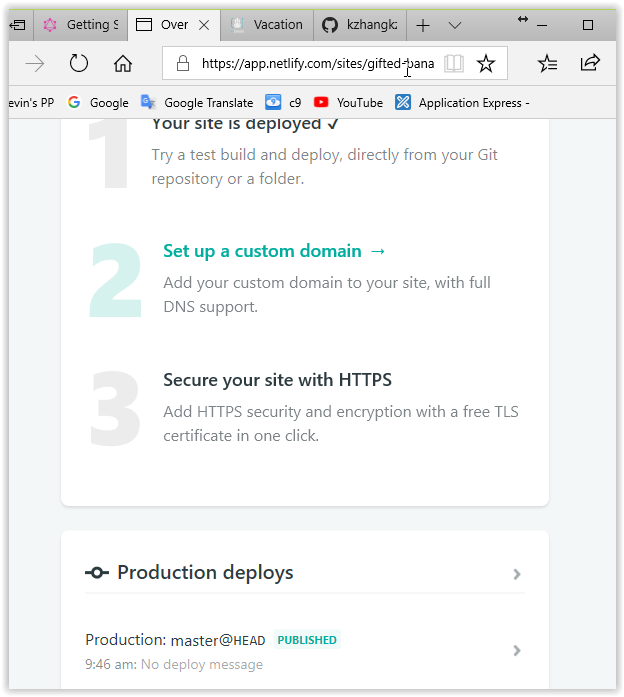 Getting S
Over
Vacation
kzhangkz
https://app.netlify.com/sites/gifted-bana
evin's PP
Google
Google Translate
c9
YouTube
Application Express -
1
Your site is deployed ✓
Try a test build and deploy, directly from your Git
repository or a folder.
2
Set up a custom domain →
Add your custom domain to your site, with full
DNS support.
3
Secure your site with HTTPS
Add HTTPS security and encryption with a free TLS
certificate in one click.
Production deploys
Production: master@HEAD PUBLISHED
9:46 am: No deploy message